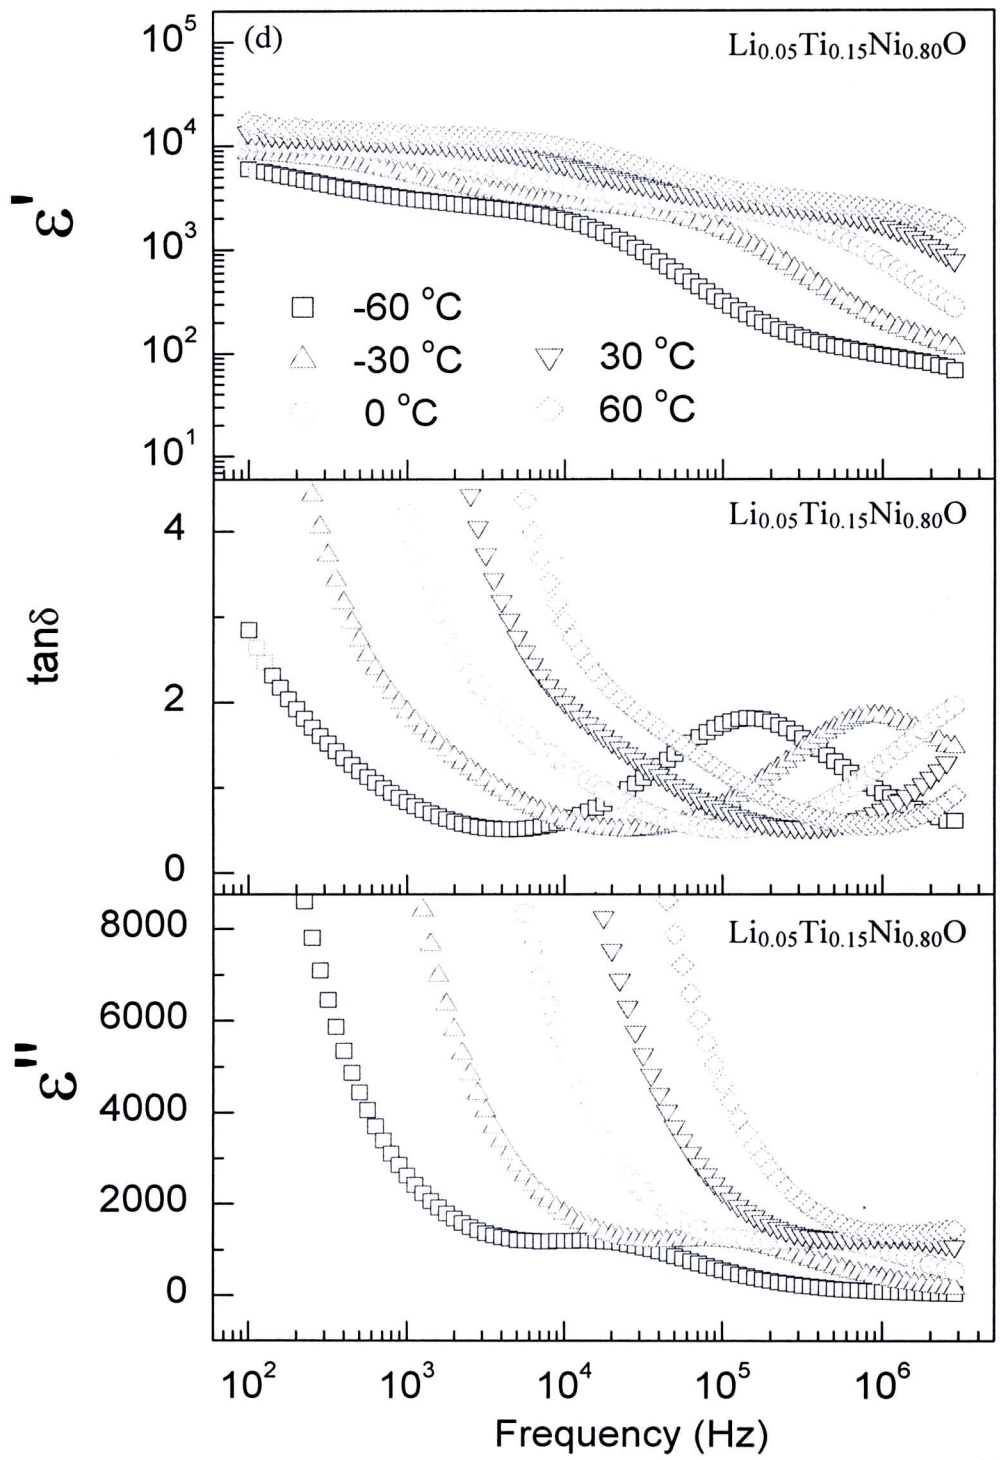 (d) Li0.05Ti0.15Ni0.80O
10^5
10^4
10^3
10^2
10^1
ε'
-60 °C
-30 °C 30 °C
0 °C 60 °C
Li0.05Ti0.15Ni0.80O
4
2
0
tanδ
Li0.05Ti0.15Ni0.80O
8000
6000
4000
2000
0
ε"
10^2 10^3 10^4 10^5 10^6
Frequency (Hz)